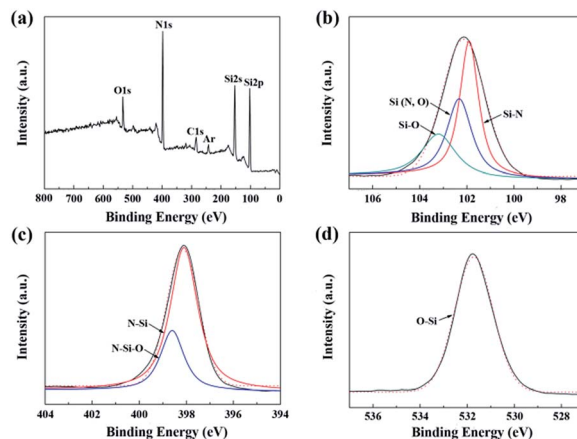 (a)
N1s
O1s
Si2s
Si2p
C1s
Ar
Intensity (a.u.)
800 700 600 500 400 300 200 100 0
Binding Energy (eV)
(b)
Si (N, O)
Si-O
Si-N
Intensity (a.u.)
106 104 102 100 98
Binding Energy (eV)
(c)
N-Si
N-Si-O
Intensity (a.u.)
404 402 400 398 396 394
Binding Energy (eV)
(d)
O-Si
Intensity (a.u.)
536 534 532 530 528
Binding Energy (eV)